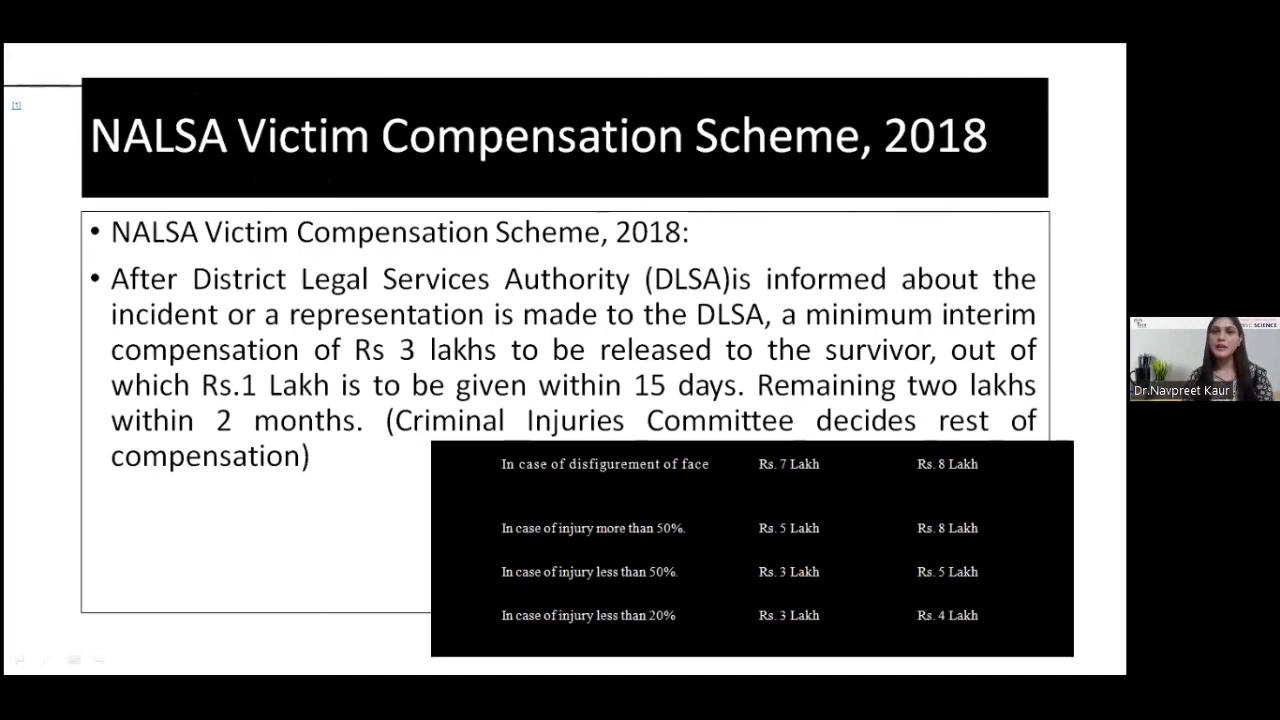 [1]
NALSA Victim Compensation Scheme, 2018
• NALSA Victim Compensation Scheme, 2018:
• After District Legal Services Authority (DLSA)is informed about the
incident or a representation is made to the DLSA, a minimum interim
compensation of Rs 3 lakhs to be released to the survivor, out of
which Rs.1 Lakh is to be given within 15 days. Remaining two lakhs
within 2 months. (Criminal Injuries Committee decides rest of
compensation)
In case of disfigurement of face Rs. 7 Lakh Rs. 8 Lakh
In case of injury more than 50%. Rs. 5 Lakh Rs. 8 Lakh
In case of injury less than 50%. Rs. 3 Lakh Rs. 5 Lakh
In case of injury less than 20% Rs. 3 Lakh Rs. 4 Lakh
SCIENCE
Dr.Navpreet Kaur